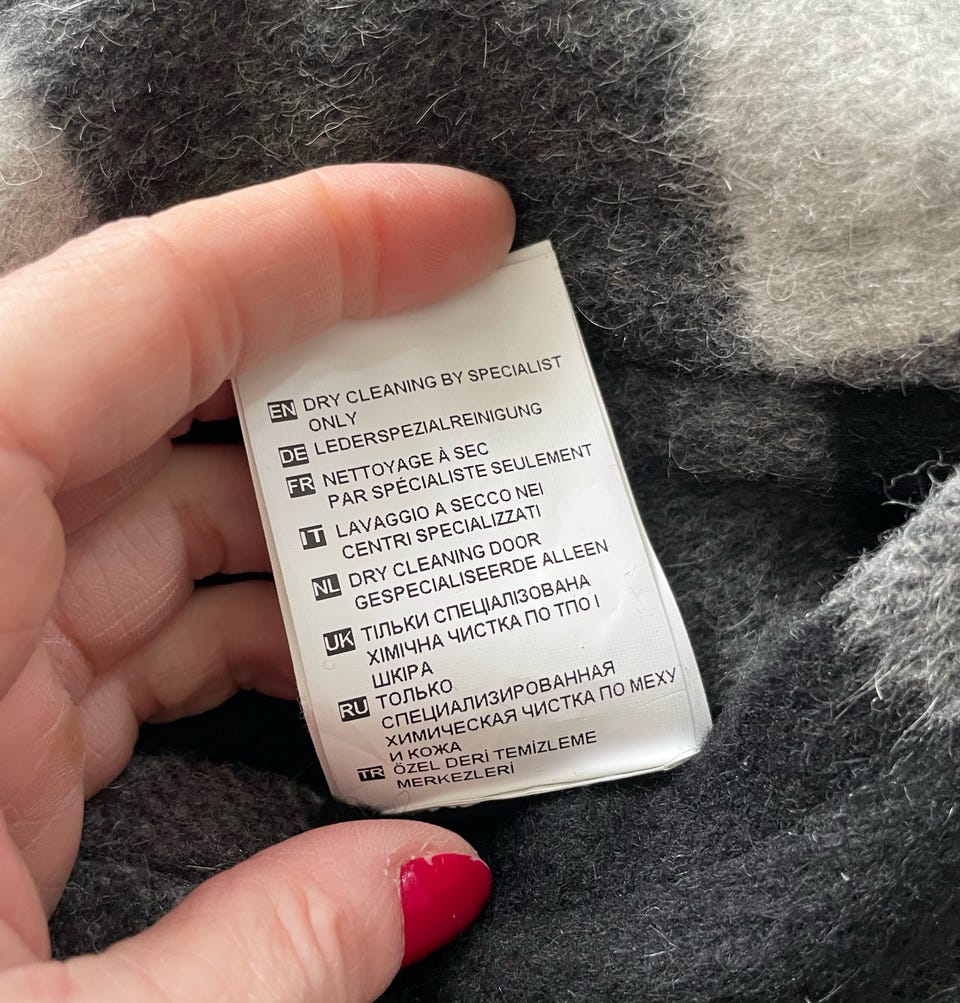 EN DRY CLEANING BY SPECIALIST
ONLY
DE LEDERSPEZIALREINIGUNG
FR NETTOYAGE À SEC
PAR SPÉCIALISTE SEULEMENT
IT LAVAGGIO A SECCO NEI
CENTRI SPECIALIZZATI
NL DRY CLEANING DOOR
GESPECIALISEERDE ALLEEN
UK ТІЛЬКИ СПЕЦІАЛІЗОВАНА
ХІМІЧНА ЧИСТКА ПО ТПО І
ШКІРА
RU ТОЛЬКО
СПЕЦИАЛИЗИРОВАННАЯ
ХИМИЧЕСКАЯ ЧИСТКА ПО МЕХУ
И КОЖА
TR ÖZEL DERİ TEMİZLEME
MERKEZLERİ